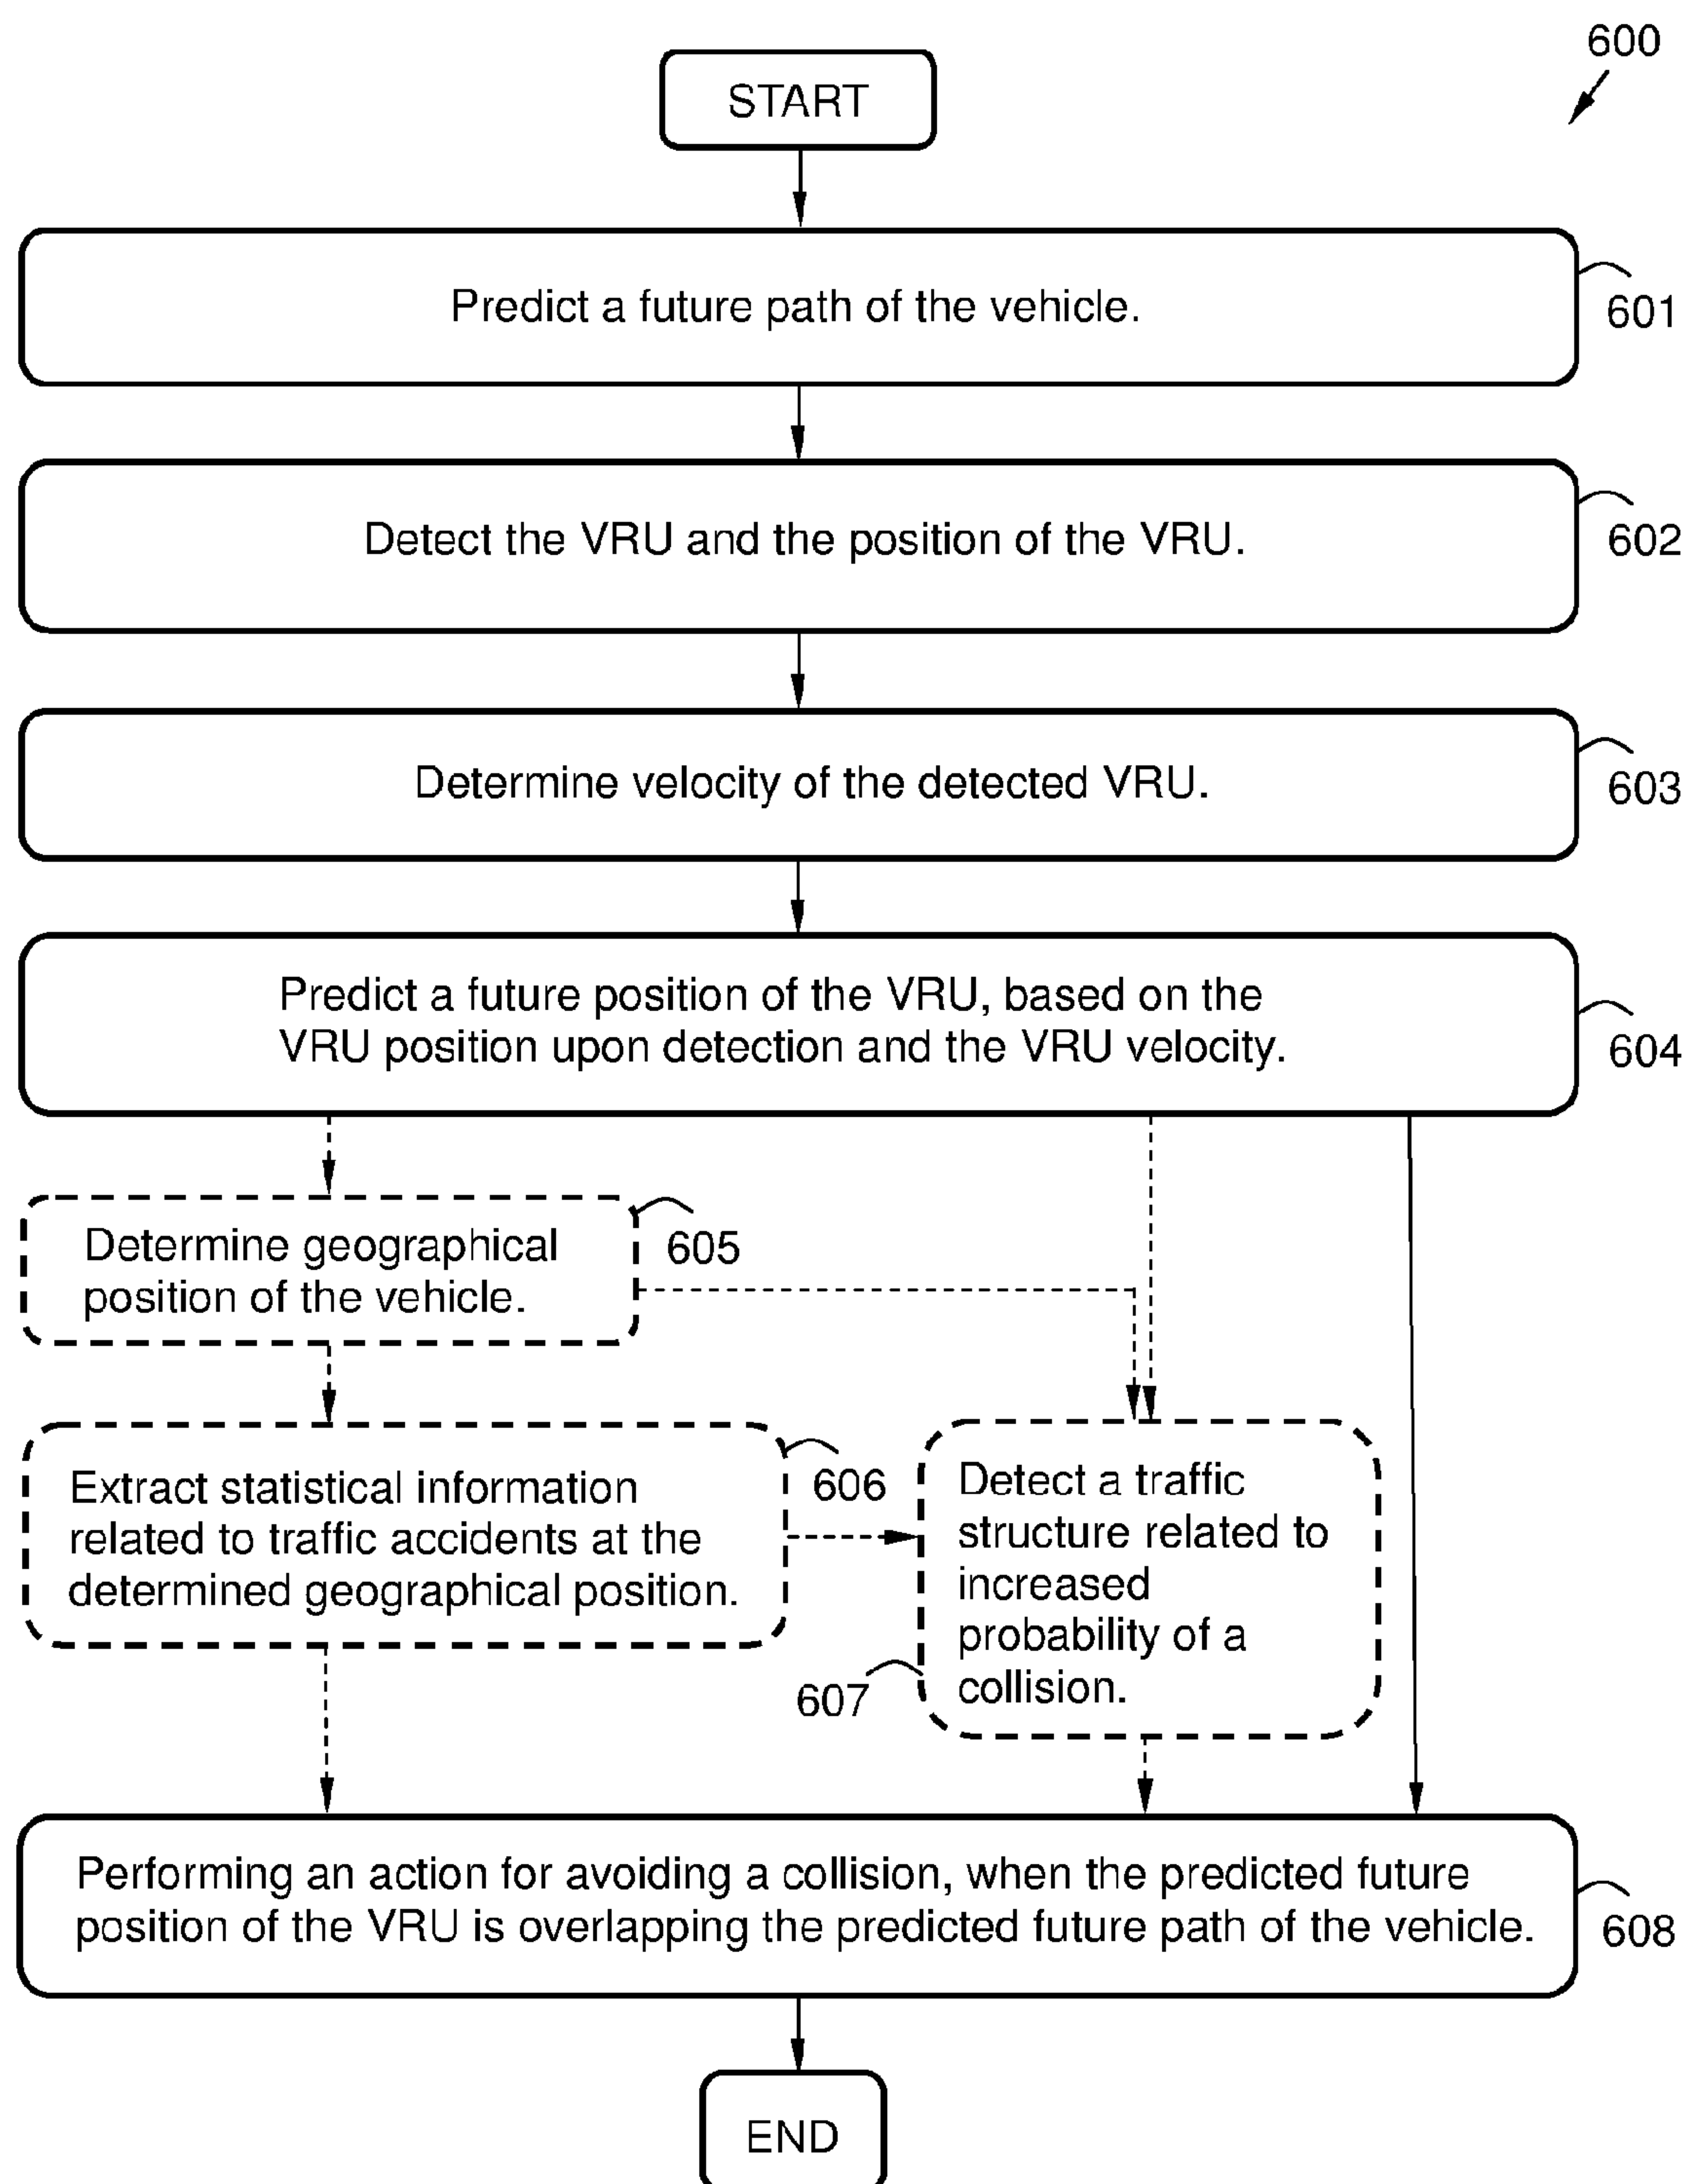 600
START
Predict a future path of the vehicle.
601
Detect the VRU and the position of the VRU.
602
Determine velocity of the detected VRU.
603
Predict a future position of the VRU, based on the
VRU position upon detection and the VRU velocity.
604
Determine geographical
position of the vehicle.
605
Extract statistical information
related to traffic accidents at the
determined geographical position.
606
Detect a traffic
structure related to
increased
probability of a
collision.
607
Performing an action for avoiding a collision, when the predicted future
position of the VRU is overlapping the predicted future path of the vehicle.
608
END